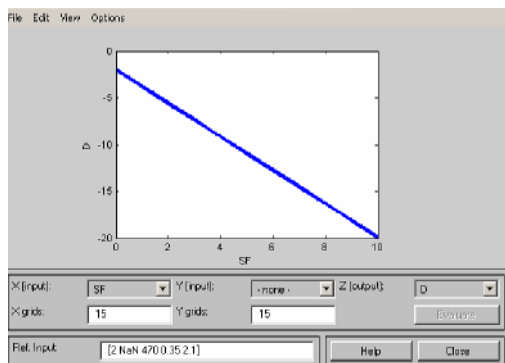 File Edit View Options
0
-5
-10
-15
-20
D
0 2 4 6 8 10
SF
X (input): SF Y (input): - none - Z (output): D
X grids: 15 Y grids: 15 Evaluate
Ref. Input: [2 NaN 470 0.35 2.1] Help Close